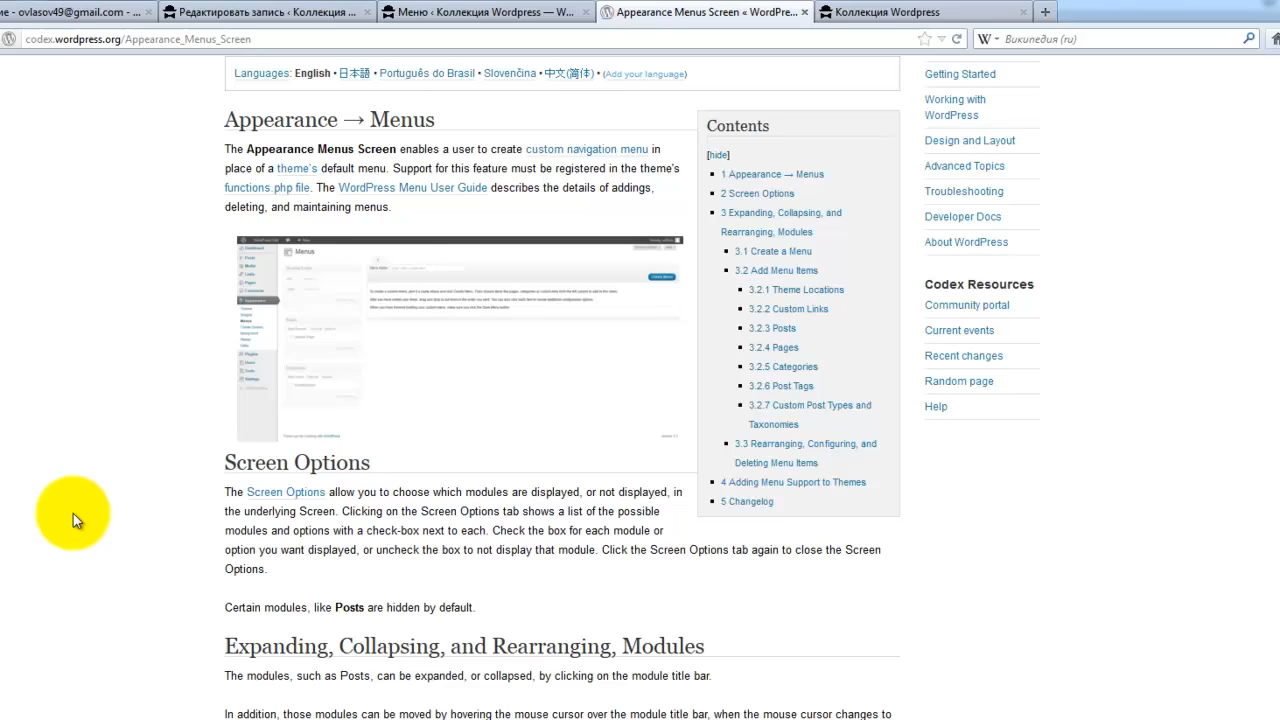 ие - ovlasov49@gmail.com - ...
Редактировать запись ‹ Коллекция ...
Меню ‹ Коллекция Wordpress — W...
Appearance Menus Screen « WordPre...
Коллекция Wordpress
codex.wordpress.org/Appearance_Menus_Screen
W
Википедия (ru)
Languages: English • 日本語 • Português do Brasil • Slovenčina • 中文(简体) • (Add your language)
Appearance → Menus
The Appearance Menus Screen enables a user to create custom navigation menu in
place of a theme's default menu. Support for this feature must be registered in the theme's
functions.php file. The WordPress Menu User Guide describes the details of addings,
deleting, and maintaining menus.
Menus
Screen Options
The Screen Options allow you to choose which modules are displayed, or not displayed, in
the underlying Screen. Clicking on the Screen Options tab shows a list of the possible
modules and options with a check-box next to each. Check the box for each module or
option you want displayed, or uncheck the box to not display that module. Click the Screen Options tab again to close the Screen
Options.
Certain modules, like Posts are hidden by default.
Expanding, Collapsing, and Rearranging, Modules
The modules, such as Posts, can be expanded, or collapsed, by clicking on the module title bar.
In addition, those modules can be moved by hovering the mouse cursor over the module title bar, when the mouse cursor changes to
Contents
[hide]
1 Appearance → Menus
2 Screen Options
3 Expanding, Collapsing, and
Rearranging, Modules
3.1 Create a Menu
3.2 Add Menu Items
3.2.1 Theme Locations
3.2.2 Custom Links
3.2.3 Posts
3.2.4 Pages
3.2.5 Categories
3.2.6 Post Tags
3.2.7 Custom Post Types and
Taxonomies
3.3 Rearranging, Configuring, and
Deleting Menu Items
4 Adding Menu Support to Themes
5 Changelog
Getting Started
Working with
WordPress
Design and Layout
Advanced Topics
Troubleshooting
Developer Docs
About WordPress
Codex Resources
Community portal
Current events
Recent changes
Random page
Help